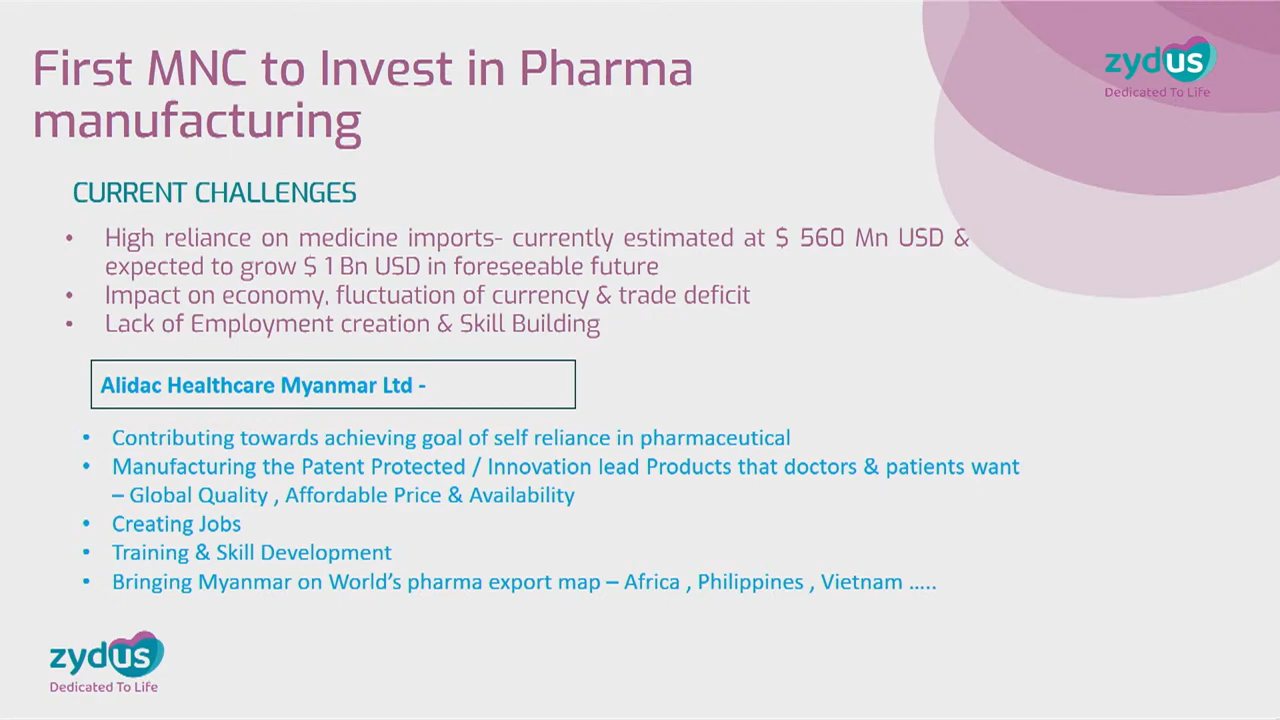 First MNC to Invest in Pharma
manufacturing
zydus
Dedicated To Life
CURRENT CHALLENGES
• High reliance on medicine imports- currently estimated at $ 560 Mn USD &
expected to grow $ 1 Bn USD in foreseeable future
• Impact on economy, fluctuation of currency & trade deficit
• Lack of Employment creation & Skill Building
Alidac Healthcare Myanmar Ltd -
• Contributing towards achieving goal of self reliance in pharmaceutical
• Manufacturing the Patent Protected / Innovation lead Products that doctors & patients want
– Global Quality , Affordable Price & Availability
• Creating Jobs
• Training & Skill Development
• Bringing Myanmar on World’s pharma export map – Africa , Philippines , Vietnam .....
zydus
Dedicated To Life